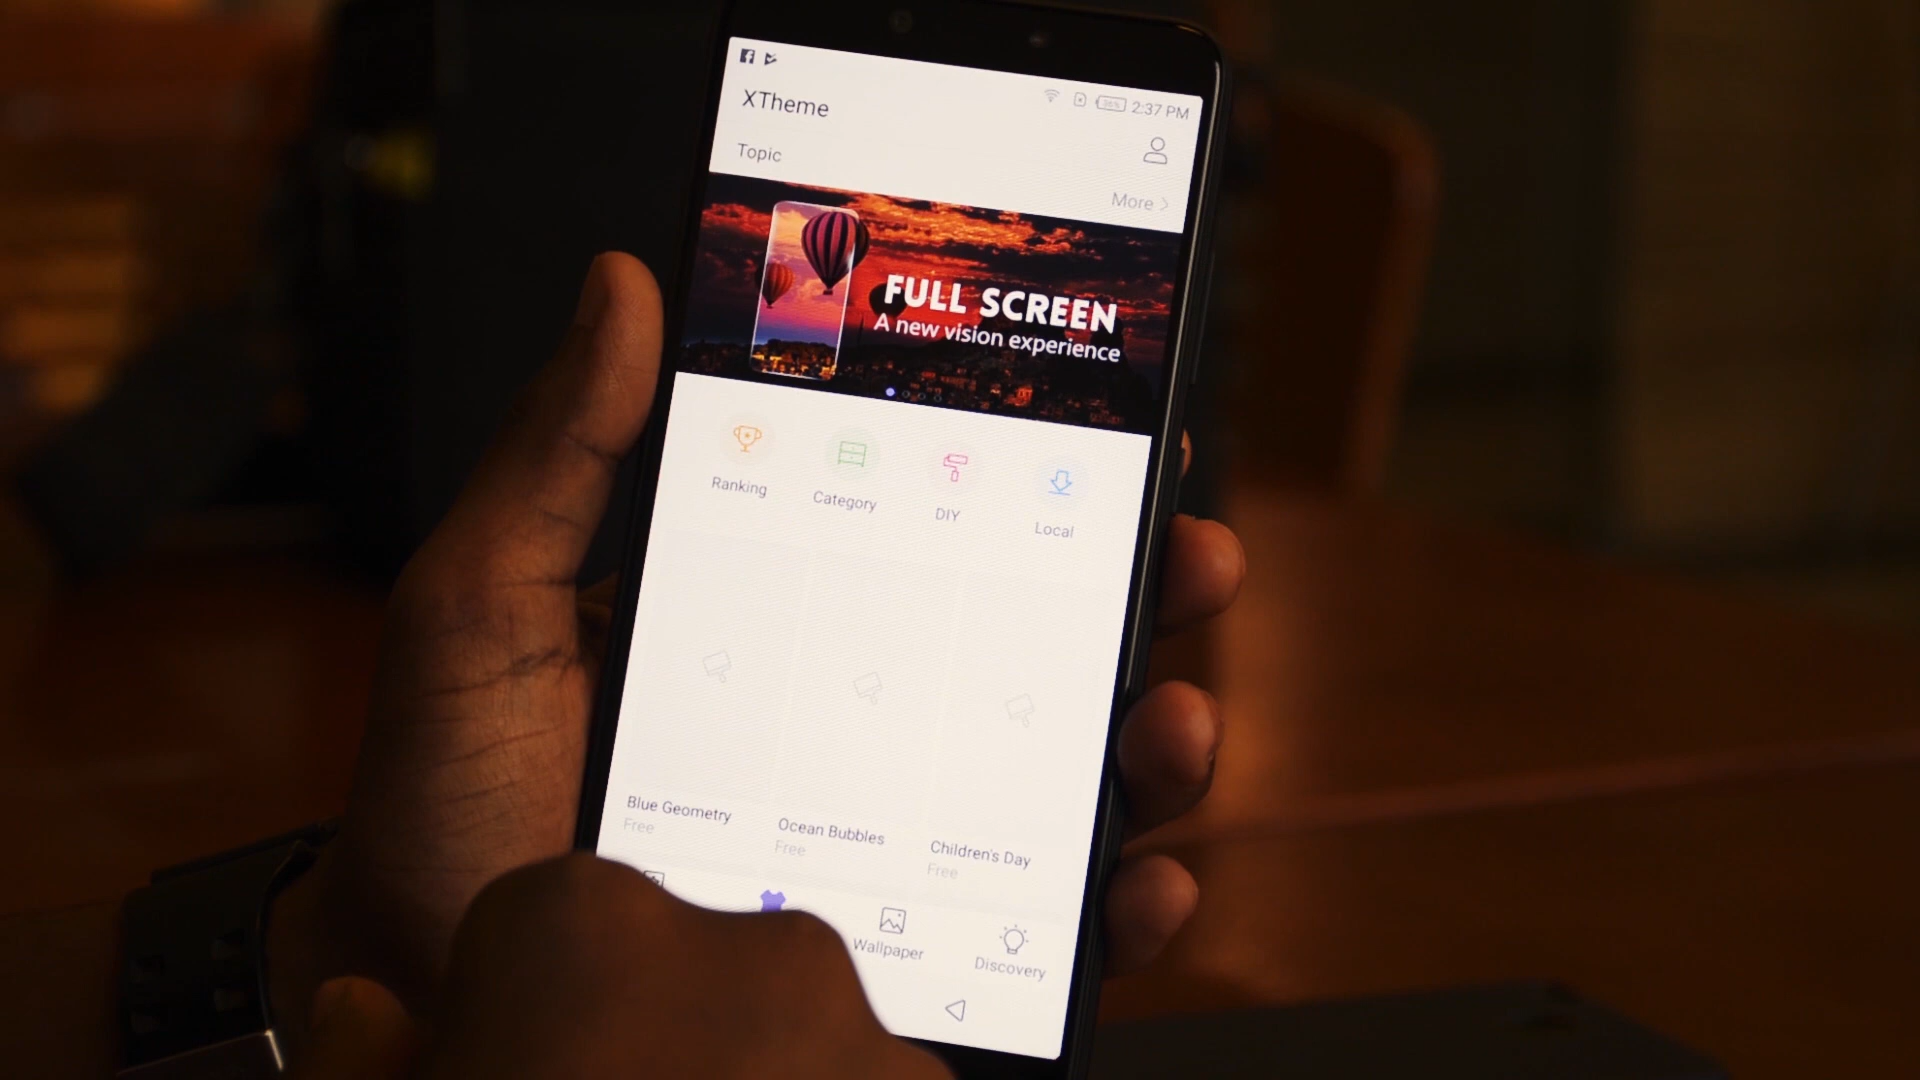 2:37 PM
XTheme
Topic
More >
FULL SCREEN
A new vision experience
Ranking
Category
DIY
Local
Blue Geometry
Free
Ocean Bubbles
Free
Children's Day
Free
Wallpaper
Discovery